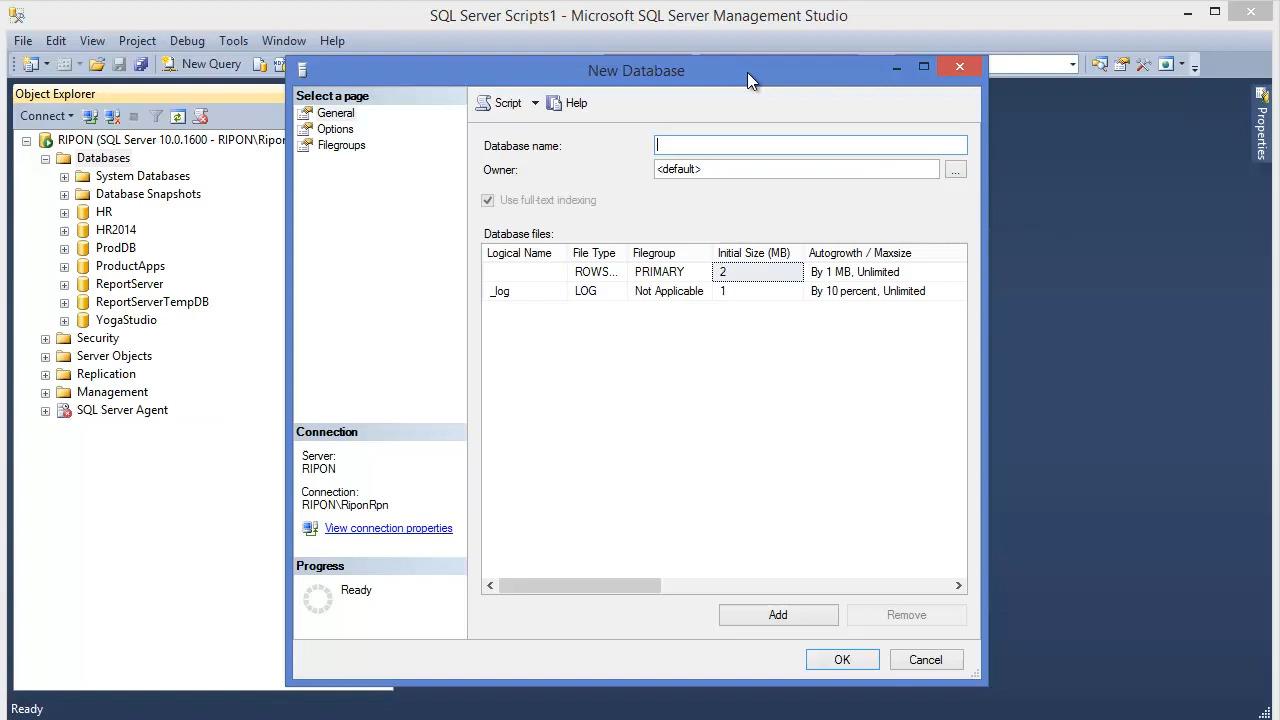 SQL Server Scripts1 - Microsoft SQL Server Management Studio
File Edit View Project Debug Tools Window Help
New Query
Object Explorer
Connect
RIPON (SQL Server 10.0.1600 - RIPON\Ripon
Databases
System Databases
Database Snapshots
HR
HR2014
ProdDB
ProductApps
ReportServer
ReportServerTempDB
YogaStudio
Security
Server Objects
Replication
Management
SQL Server Agent
New Database
Select a page
General
Options
Filegroups
Script Help
Database name:
Owner: <default> ...
Use full-text indexing
Database files:
Logical Name File Type Filegroup Initial Size (MB) Autogrowth / Maxsize
ROWS... PRIMARY 2 By 1 MB, Unlimited
_log LOG Not Applicable 1 By 10 percent, Unlimited
Connection
Server:
RIPON
Connection:
RIPON\RiponRpn
View connection properties
Progress
Ready
Add Remove
OK Cancel
Properties
Ready